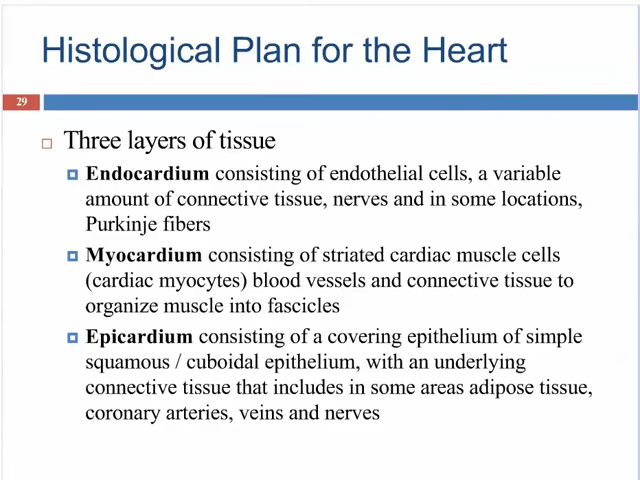 Histological Plan for the Heart
29
Three layers of tissue
Endocardium consisting of endothelial cells, a variable
amount of connective tissue, nerves and in some locations,
Purkinje fibers
Myocardium consisting of striated cardiac muscle cells
(cardiac myocytes) blood vessels and connective tissue to
organize muscle into fascicles
Epicardium consisting of a covering epithelium of simple
squamous / cuboidal epithelium, with an underlying
connective tissue that includes in some areas adipose tissue,
coronary arteries, veins and nerves